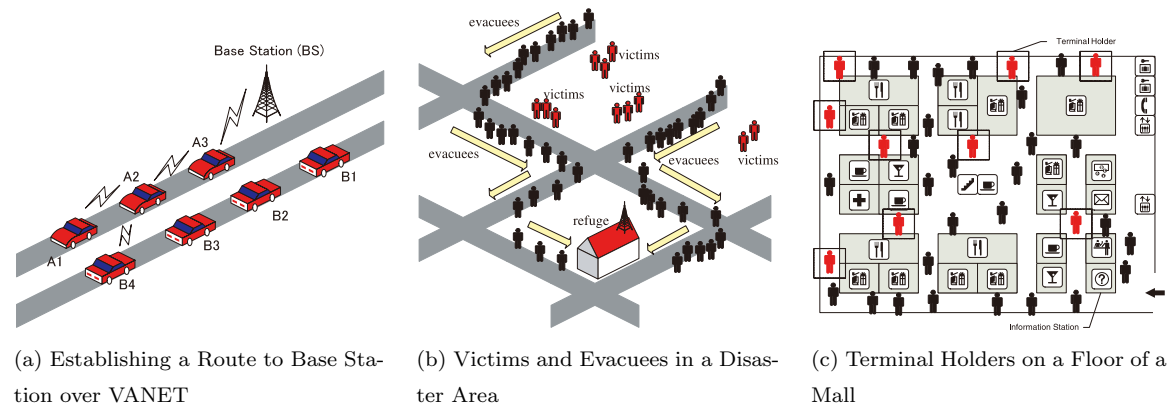 Base Station (BS)
A3
A2
A1
B1
B2
B3
B4
(a) Establishing a Route to Base Sta-
tion over VANET
evacuees
victims
victims
victims
evacuees
evacuees
victims
refuge
(b) Victims and Evacuees in a Disas-
ter Area
Terminal Holder
Information Station
(c) Terminal Holders on a Floor of a
Mall